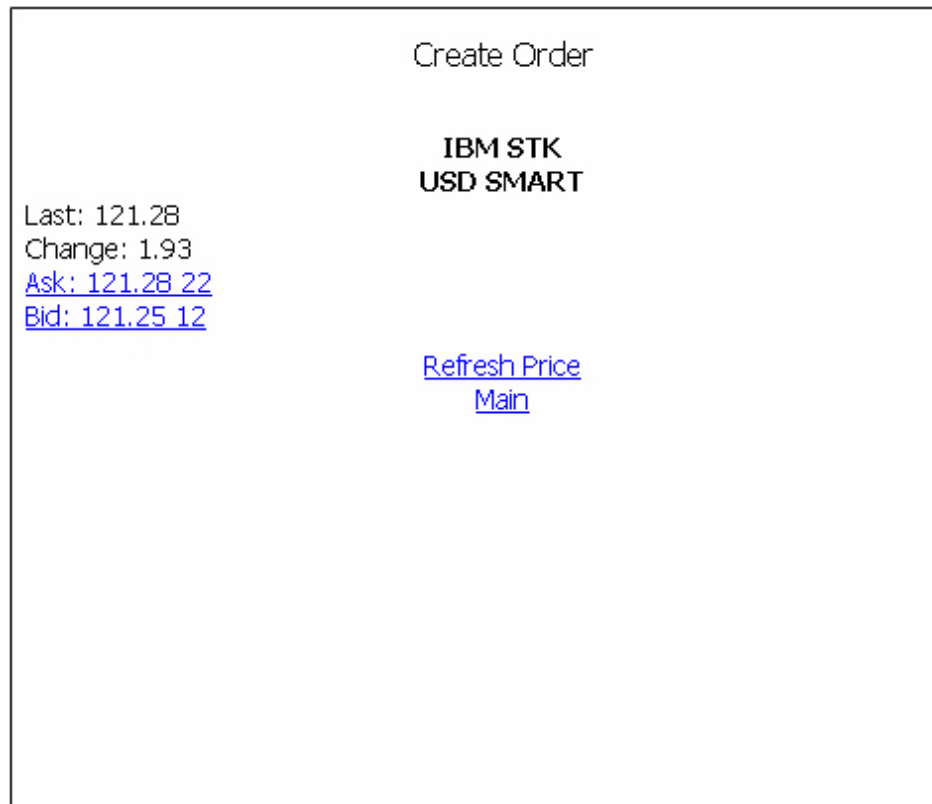 Create Order
IBM STK
USD SMART
Last: 121.28
Change: 1.93
Ask: 121.28 22
Bid: 121.25 12
Refresh Price
Main